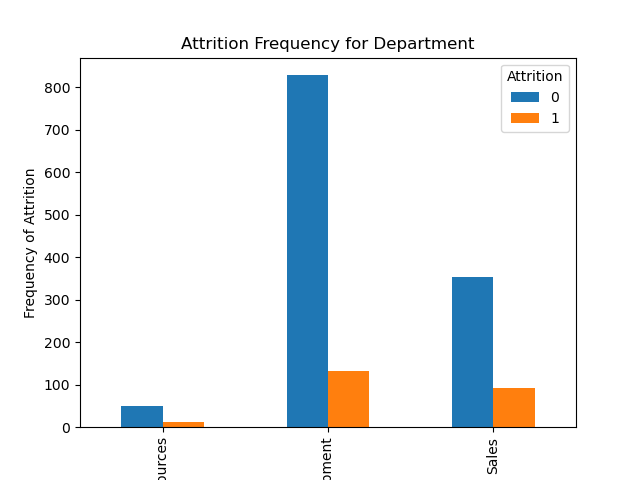 Attrition Frequency for Department
Frequency of Attrition
800
700
600
500
400
300
200
100
0
Attrition
0
1
ources
pment
Sales